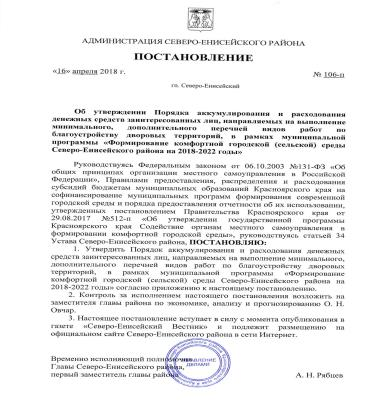 АДМИНИСТРАЦИЯ СЕВЕРО-ЕНИСЕЙСКОГО РАЙОНА
ПОСТАНОВЛЕНИЕ
«16» апреля 2018 г.
№ 106-п
гп. Северо-Енисейский
Об утверждении Порядка аккумулирования и расходования
денежных средств заинтересованных лиц, направляемых на выполнение
минимального, дополнительного перечней видов работ по
благоустройству дворовых территорий, в рамках муниципальной
программы «Формирование комфортной городской (сельской) среды
Северо-Енисейского района на 2018-2022 годы»
Руководствуясь Федеральным законом от 06.10.2003 №131-ФЗ «Об
общих принципах организации местного самоуправления в Российской
Федерации», Правилами предоставления, распределения и расходования
субсидий бюджетам муниципальных образований Красноярского края на
софинансирование муниципальных программ формирования современной
городской среды и порядка предоставления отчетности об их использовании,
утвержденных постановлением Правительства Красноярского края от
29.08.2017 №512-п «Об утверждении государственной программы
Красноярского края Содействие органам местного самоуправления в
формировании комфортной городской среды», руководствуясь статьей 34
Устава Северо-Енисейского района, ПОСТАНОВЛЯЮ:
1. Утвердить Порядок аккумулирования и расходования денежных
средств заинтересованных лиц, направляемых на выполнение минимального,
дополнительного перечней видов работ по благоустройству дворовых
территорий, в рамках муниципальной программы «Формирование
комфортной городской (сельской) среды Северо-Енисейского района на
2018-2022 годы» согласно приложению к настоящему постановлению.
2. Контроль за исполнением настоящего постановления возложить на
заместителя главы района по экономике, анализу и прогнозированию О. Н.
Овчар.
3. Настоящее постановление вступает в силу с момента опубликования в
газете «Северо-Енисейский Вестник» и подлежит размещению на
официальном сайте Северо-Енисейского района в сети Интернет.
Временно исполняющий полномочия
Главы Северо-Енисейского района,
первый заместитель главы района
А. Н. Рябцев
УПРАВЛЕНИЕ
ДЕЛАМИ